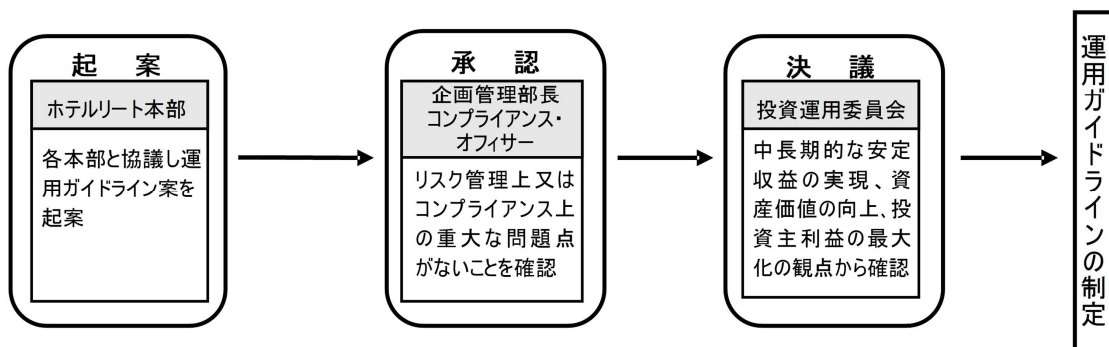 起 案
ホテルリート本部
各本部と協議し運
用ガイドライン案を
起案
承 認
企画管理部長
コンプライアンス・
オフィサー
リスク管理上又は
コンプライアンス上
の重大な問題点
がないことを確認
決 議
投資運用委員会
中長期的な安定
収益の実現、資
産価値の向上、投
資主利益の最大
化の観点から確認
運用ガイドラインの制定